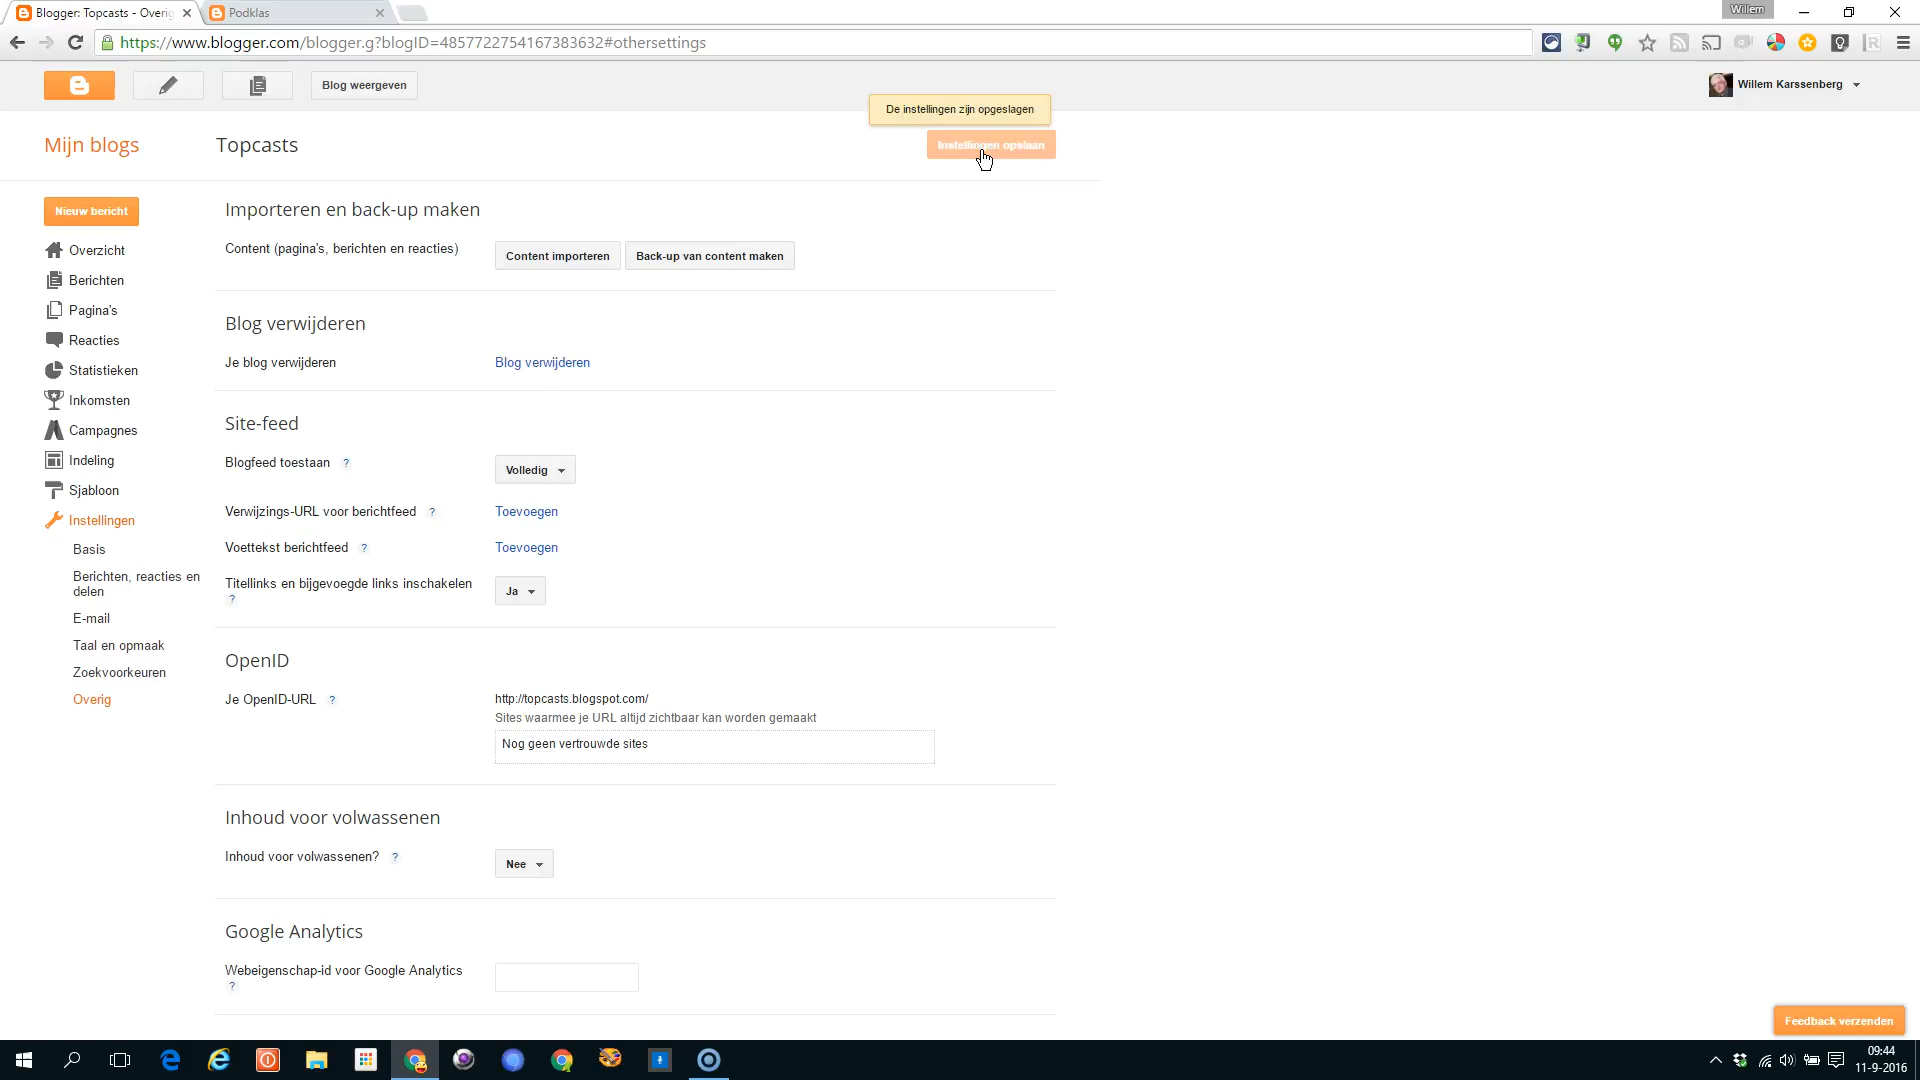 Blogger: Topcasts - Overig
Podklas
Willem
https://www.blogger.com/blogger.g?blogID=4857722754167383632#othersettings
Blog weergeven
Willem Karssenberg
De instellingen zijn opgeslagen
Mijn blogs
Topcasts
Instellingen opslaan
Nieuw bericht
Overzicht
Berichten
Pagina's
Reacties
Statistieken
Inkomsten
Campagnes
Indeling
Sjabloon
Instellingen
Basis
Berichten, reacties en
delen
E-mail
Taal en opmaak
Zoekvoorkeuren
Overig
Importeren en back-up maken
Content (pagina's, berichten en reacties)
Content importeren
Back-up van content maken
Blog verwijderen
Je blog verwijderen
Blog verwijderen
Site-feed
Blogfeed toestaan ?
Volledig
Verwijzings-URL voor berichtfeed ?
Toevoegen
Voettekst berichtfeed ?
Toevoegen
Titellinks en bijgevoegde links inschakelen
?
Ja
OpenID
Je OpenID-URL ?
http://topcasts.blogspot.com/
Sites waarmee je URL altijd zichtbaar kan worden gemaakt
Nog geen vertrouwde sites
Inhoud voor volwassenen
Inhoud voor volwassenen? ?
Nee
Google Analytics
Webeigenschap-id voor Google Analytics
?
Feedback verzenden
09:44
11-9-2016